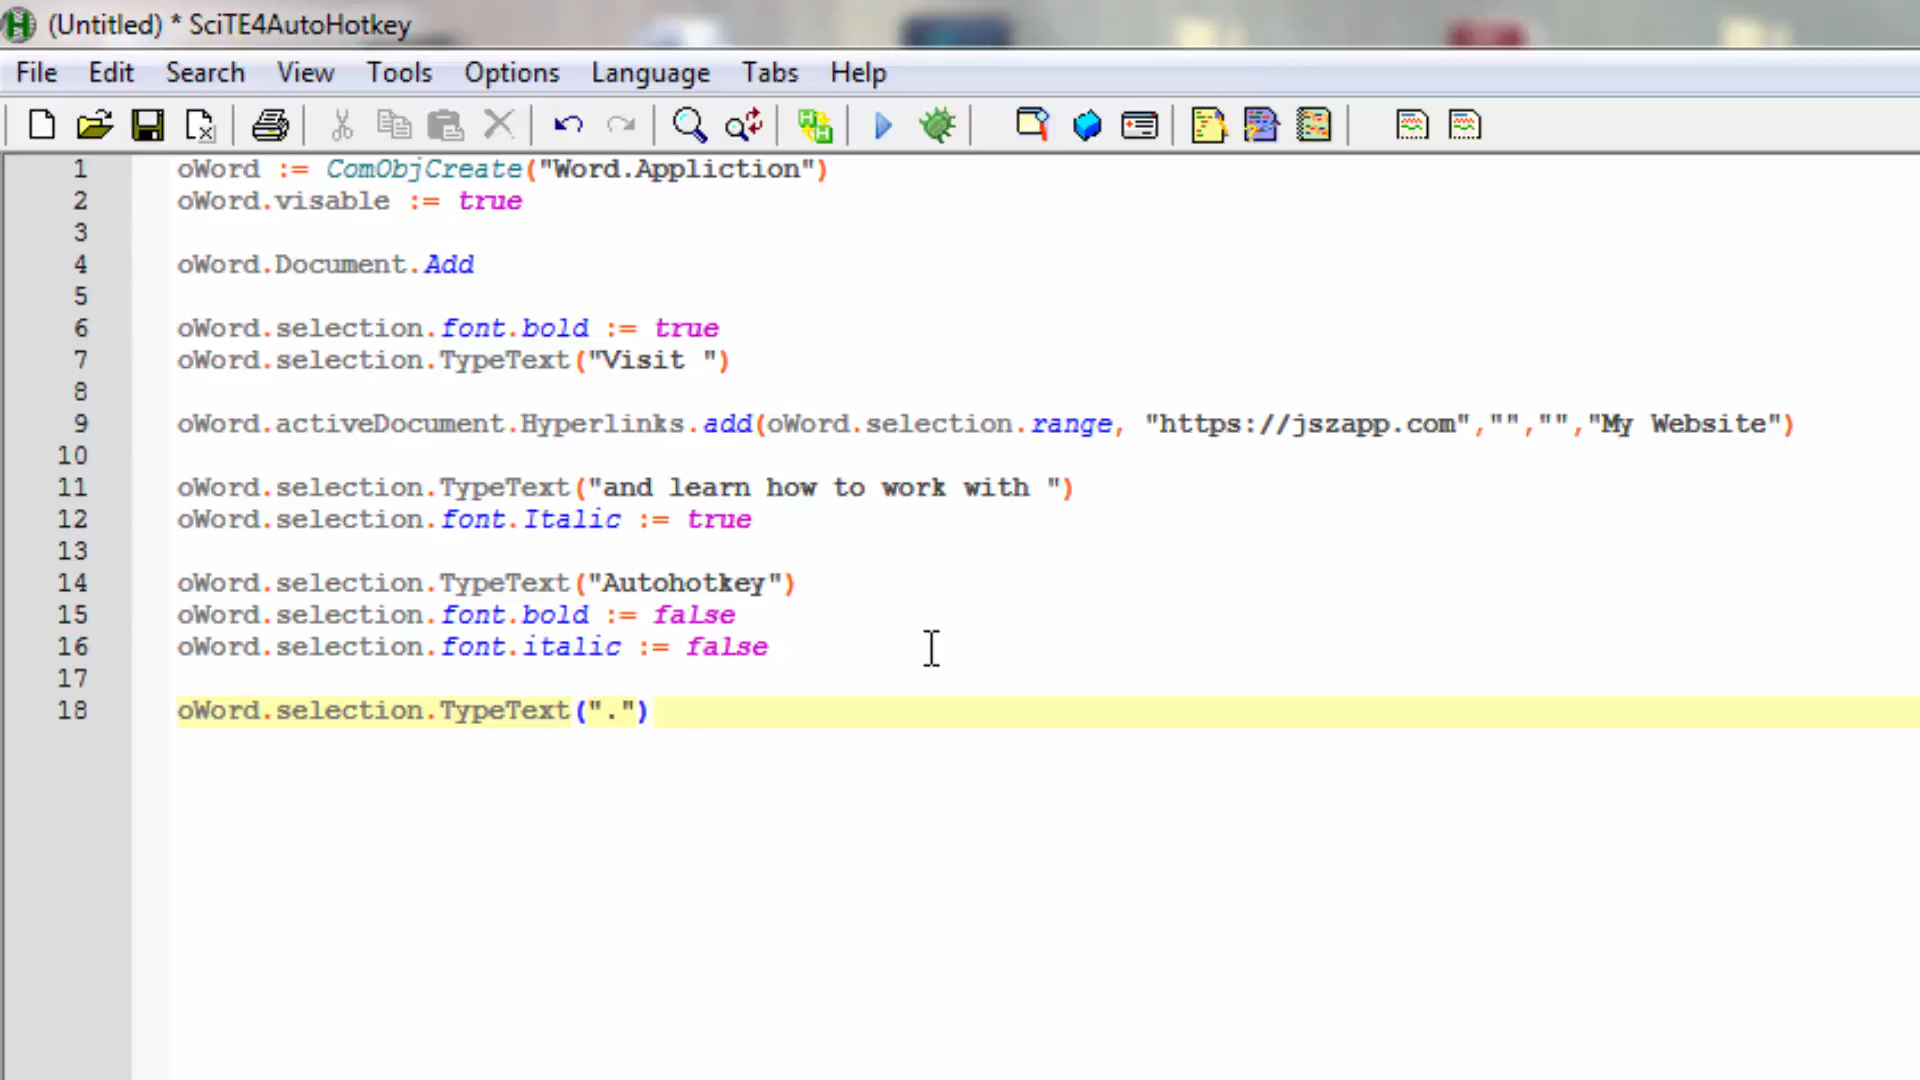 (Untitled) * SciTE4AutoHotkey
File Edit Search View Tools Options Language Tabs Help
1 oWord := ComObjCreate("Word.Appliction")
2 oWord.visable := true
3
4 oWord.Document.Add
5
6 oWord.selection.font.bold := true
7 oWord.selection.TypeText("Visit ")
8
9 oWord.activeDocument.Hyperlinks.add(oWord.selection.range, "https://jszapp.com","","","My Website")
10
11 oWord.selection.TypeText("and learn how to work with ")
12 oWord.selection.font.Italic := true
13
14 oWord.selection.TypeText("Autohotkey")
15 oWord.selection.font.bold := false
16 oWord.selection.font.italic := false
17
18 oWord.selection.TypeText(".")